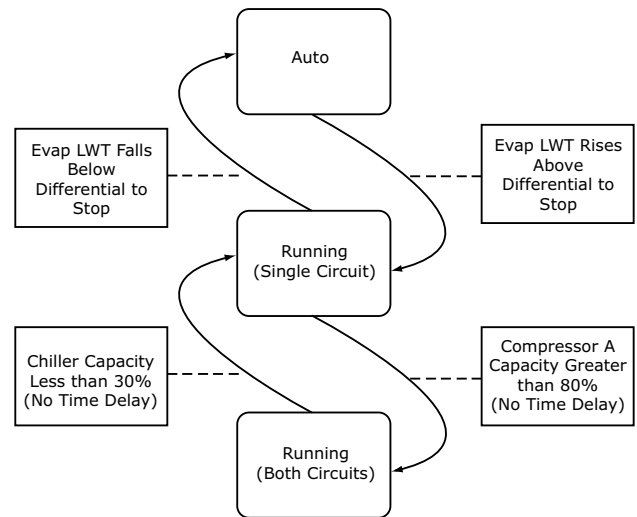 Auto
Evap LWT Falls
Below
Differential to
Stop
Evap LWT Rises
Above
Differential to
Stop
Running
(Single Circuit)
Chiller Capacity
Less than 30%
(No Time Delay)
Compressor A
Capacity Greater
than 80%
(No Time Delay)
Running
(Both Circuits)